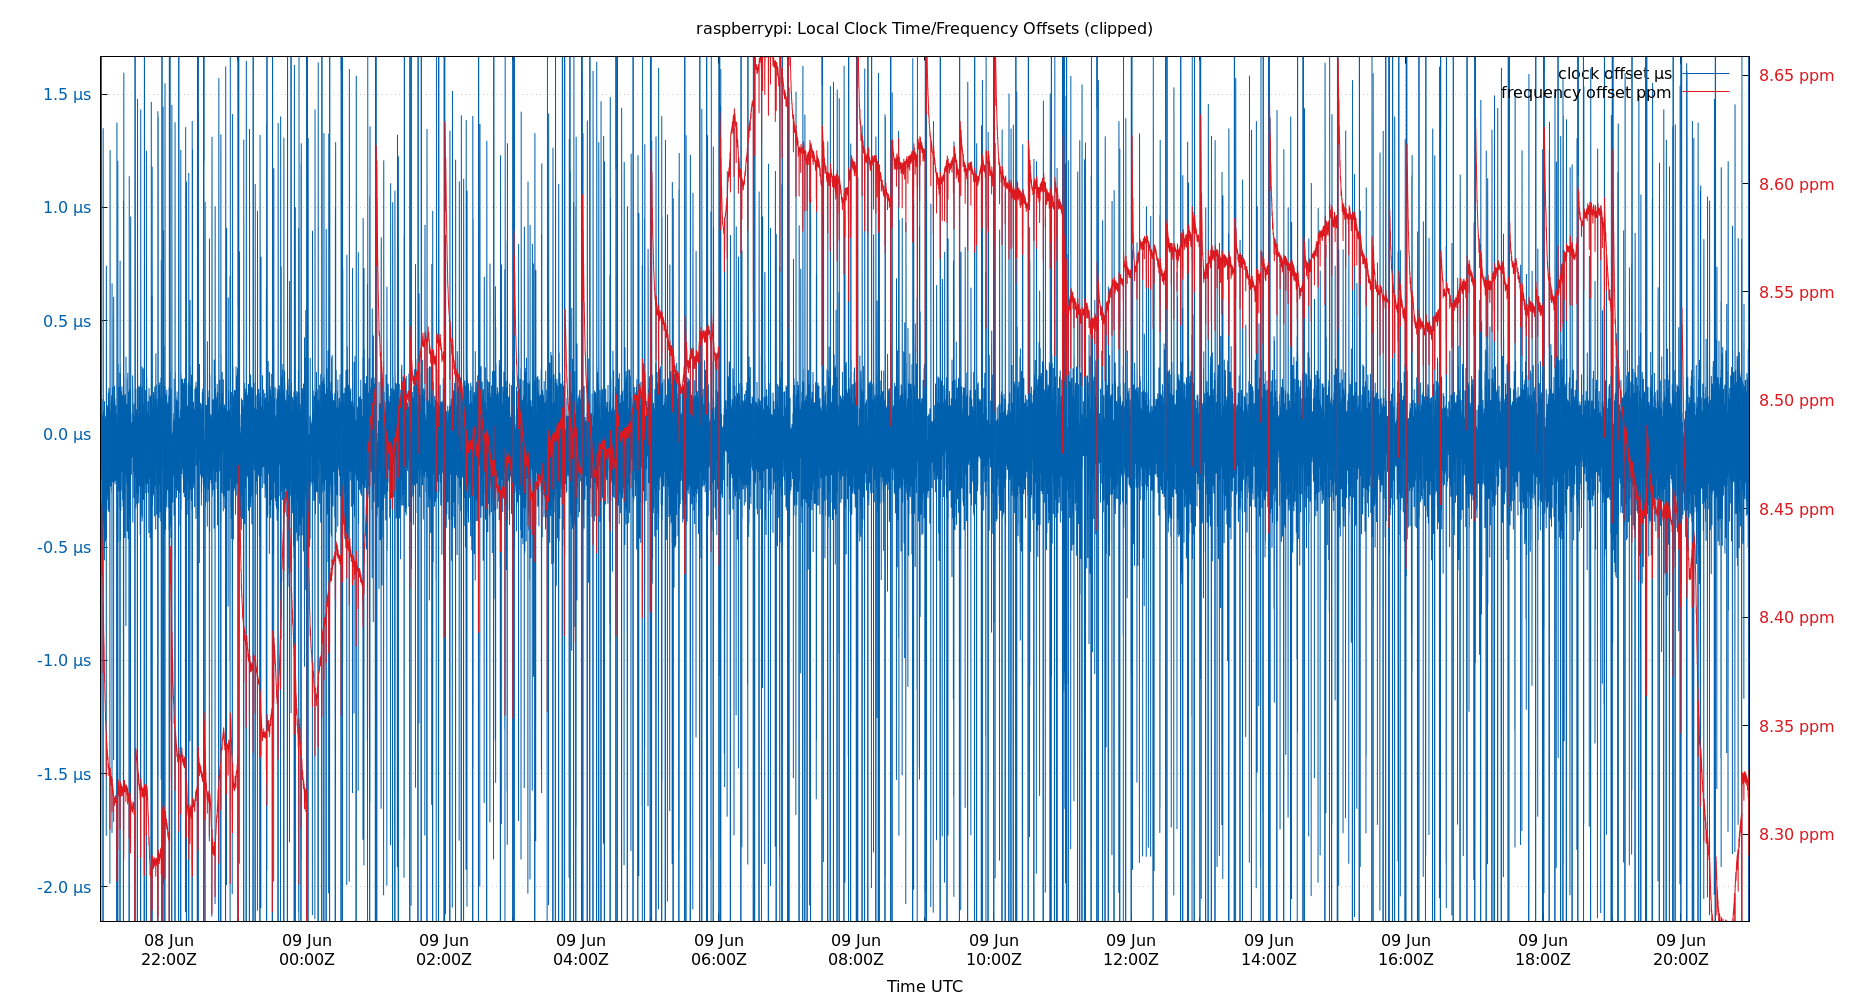 raspberrypi: Local Clock Time/Frequency Offsets (clipped)
clock offset µs
frequency offset ppm
1.5 µs
1.0 µs
0.5 µs
0.0 µs
-0.5 µs
-1.0 µs
-1.5 µs
-2.0 µs
8.65 ppm
8.60 ppm
8.55 ppm
8.50 ppm
8.45 ppm
8.40 ppm
8.35 ppm
8.30 ppm
08 Jun 09 Jun 09 Jun 09 Jun 09 Jun 09 Jun 09 Jun 09 Jun 09 Jun 09 Jun 09 Jun 09 Jun
22:00Z 00:00Z 02:00Z 04:00Z 06:00Z 08:00Z 10:00Z 12:00Z 14:00Z 16:00Z 18:00Z 20:00Z
Time UTC